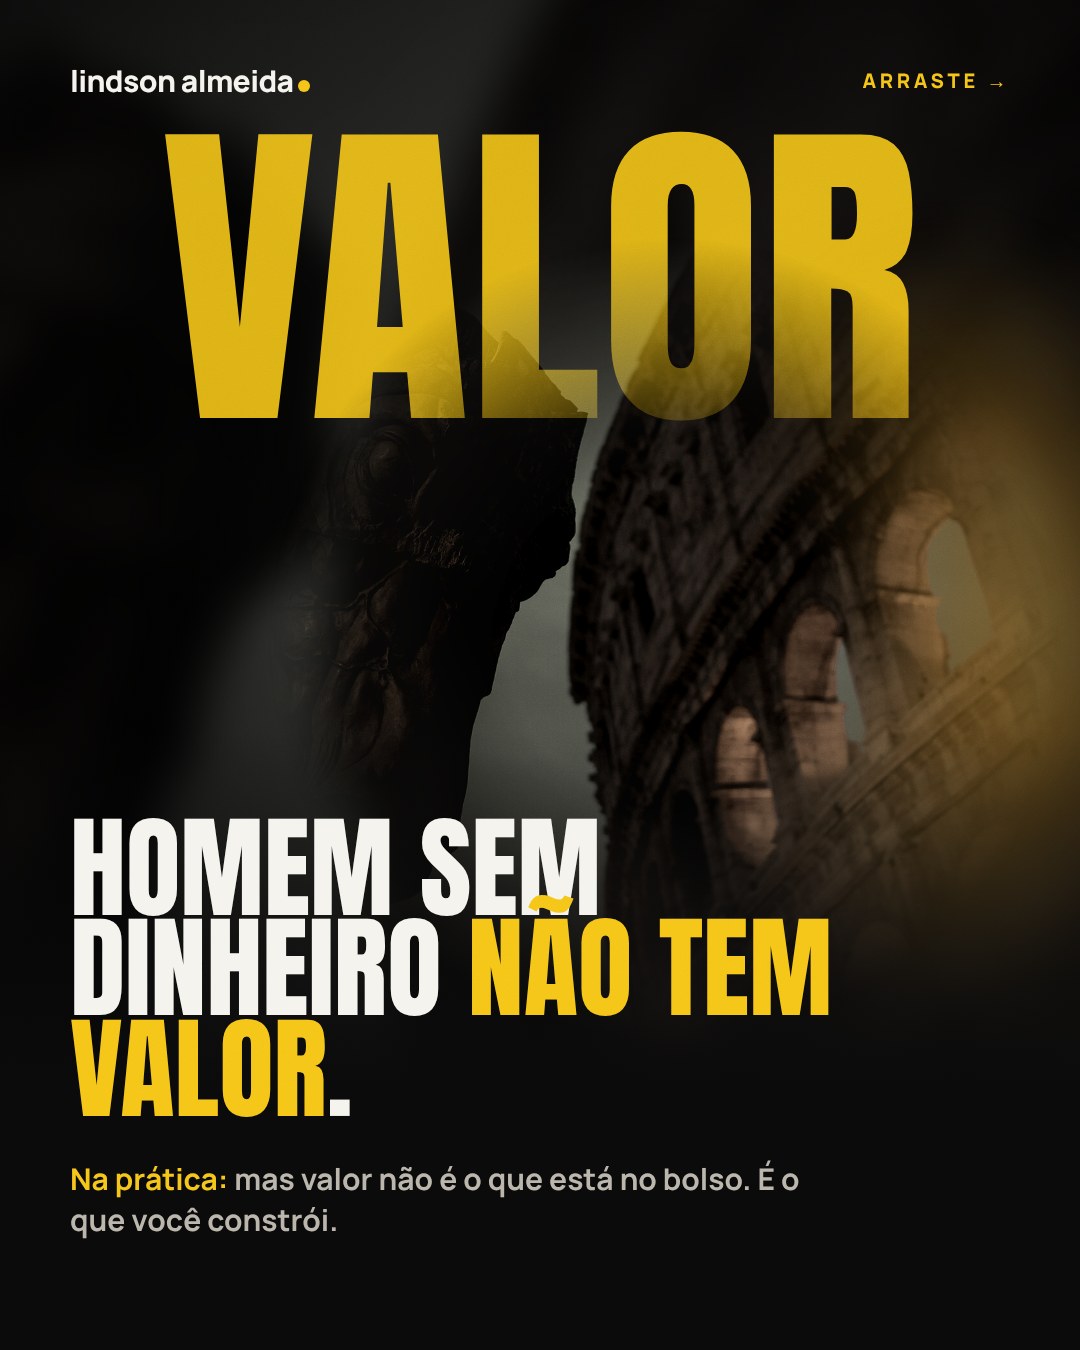 lindson almeida
ARRASTE →
VALOR
HOMEM SEM
DINHEIRO NÃO TEM
VALOR.
Na prática: mas valor não é o que está no bolso. É o
que você constrói.